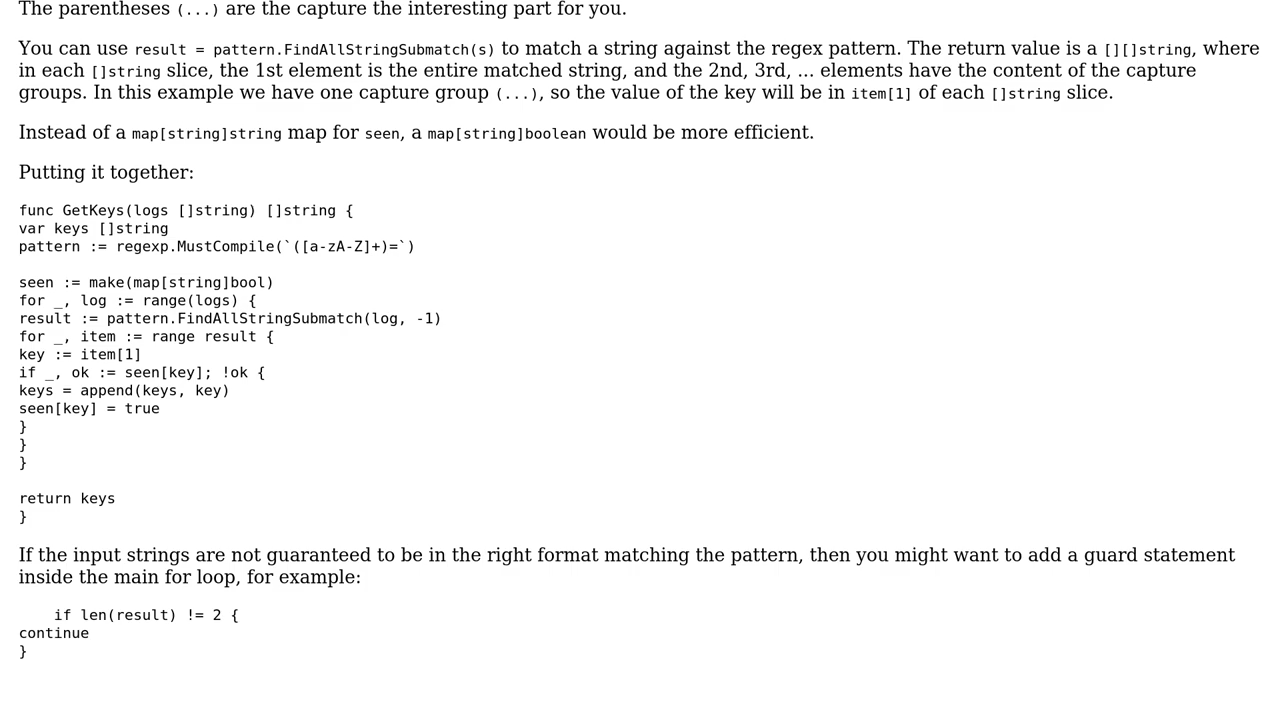 The parentheses (...) are the capture the interesting part for you.
You can use result = pattern.FindAllStringSubmatch(s) to match a string against the regex pattern. The return value is a [][]string, where
in each []string slice, the 1st element is the entire matched string, and the 2nd, 3rd, ... elements have the content of the capture
groups. In this example we have one capture group (...), so the value of the key will be in item[1] of each []string slice.
Instead of a map[string]string map for seen, a map[string]boolean would be more efficient.
Putting it together:
func GetKeys(logs []string) []string {
var keys []string
pattern := regexp.MustCompile(`([a-zA-Z]+)=`)
seen := make(map[string]bool)
for _, log := range(logs) {
result := pattern.FindAllStringSubmatch(log, -1)
for _, item := range result {
key := item[1]
if _, ok := seen[key]; !ok {
keys = append(keys, key)
seen[key] = true
}
}
}
return keys
}
If the input strings are not guaranteed to be in the right format matching the pattern, then you might want to add a guard statement
inside the main for loop, for example:
if len(result) != 2 {
continue
}